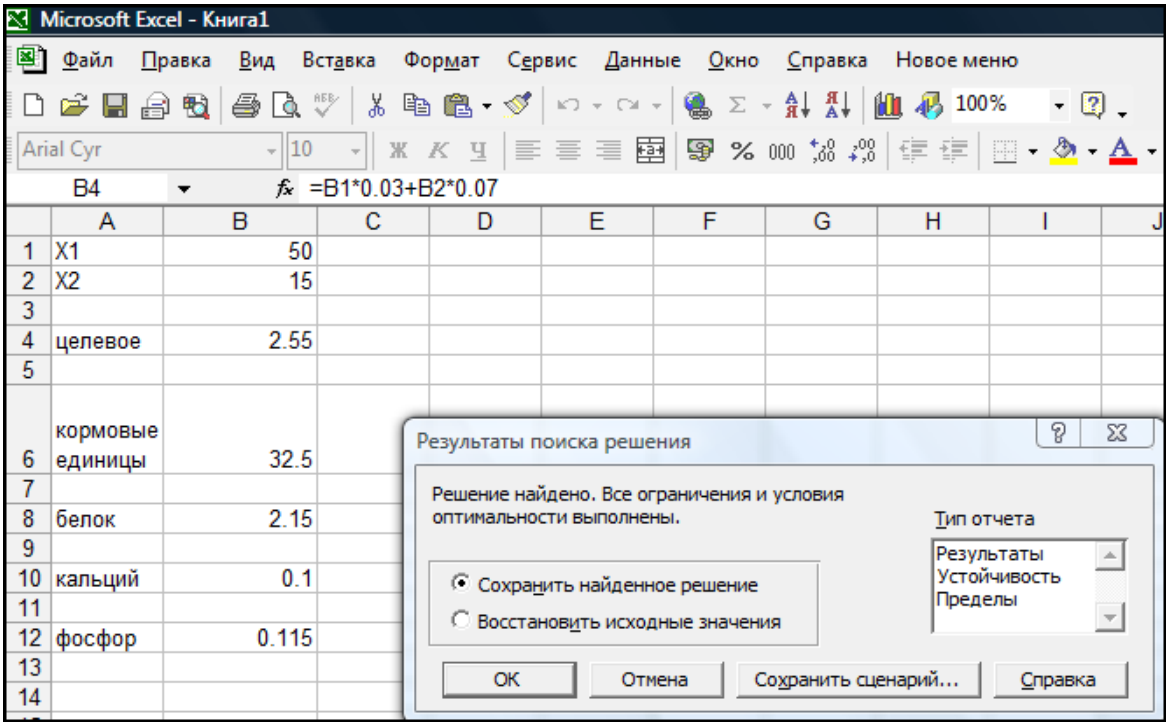 Microsoft Excel - Книга1
Файл Правка Вид Вставка Формат Сервис Данные Окно Справка Новое меню
100%
Arial Cyr 10 Ж К Ч % 000
B4 fx =B1*0.03+B2*0.07
A B C D E F G H I J
1 X1 50
2 X2 15
3
4 целевое 2.55
5
кормовые
6 единицы 32.5
7
8 белок 2.15
9
10 кальций 0.1
11
12 фосфор 0.115
13
14
Результаты поиска решения
Решение найдено. Все ограничения и условия
оптимальности выполнены.
Тип отчета
Результаты
Устойчивость
Пределы
Сохранить найденное решение
Восстановить исходные значения
ОК Отмена Сохранить сценарий... Справка